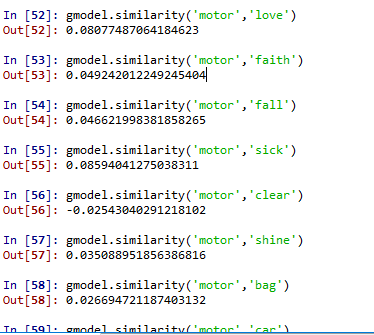 In [52]: gmodel.similarity('motor','love')
Out[52]: 0.08077487064184623
In [53]: gmodel.similarity('motor','faith')
Out[53]: 0.049242012249245404
In [54]: gmodel.similarity('motor','fall')
Out[54]: 0.046621998381858265
In [55]: gmodel.similarity('motor','sick')
Out[55]: 0.08594041275038311
In [56]: gmodel.similarity('motor','clear')
Out[56]: -0.02543040291218102
In [57]: gmodel.similarity('motor','shine')
Out[57]: 0.035088951856386816
In [58]: gmodel.similarity('motor','bag')
Out[58]: 0.026694721187403132
In [59]: gmodel.similarity('motor','car')